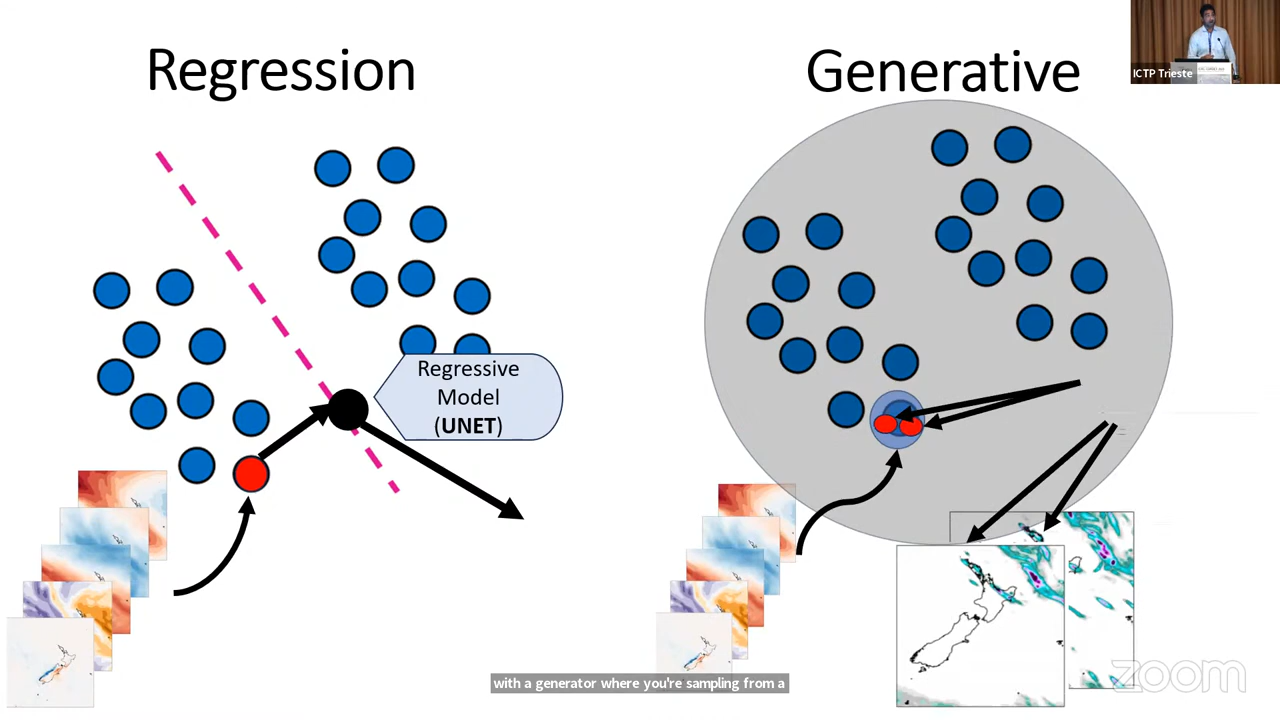 Regression
Generative
ICTP Trieste
Regressive
Model
(UNET)
with a generator where you're sampling from a
zoom